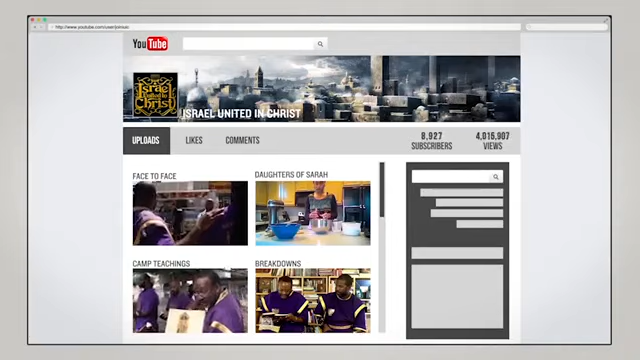 http://www.youtube.com/user/joiniuic
YouTube
Israel United in Christ
ISRAEL UNITED IN CHRIST
UPLOADS
LIKES
COMMENTS
8,927
SUBSCRIBERS
4,015,907
VIEWS
FACE TO FACE
DAUGHTERS OF SARAH
CAMP TEACHINGS
BREAKDOWNS